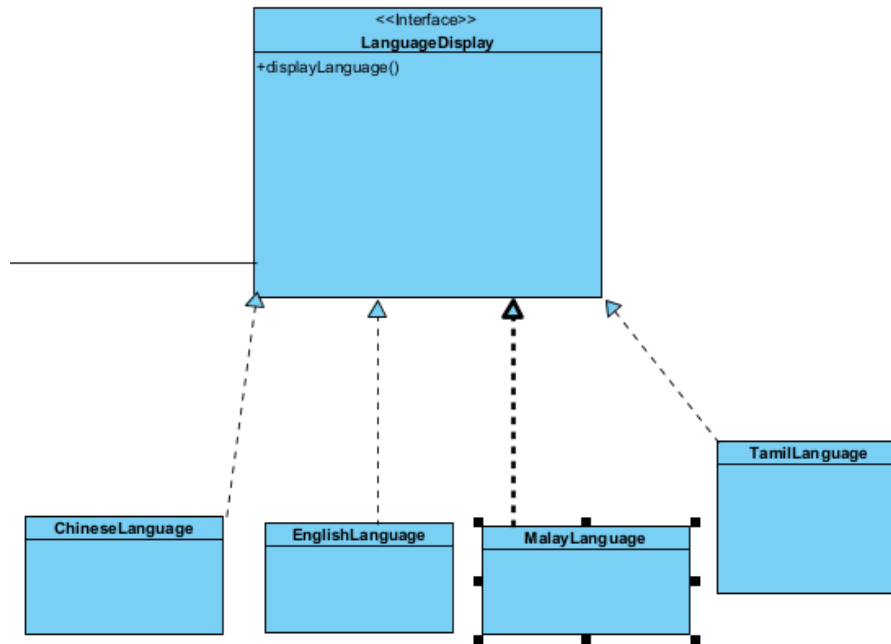 <<Interface>>
LanguageDisplay
+displayLanguage()
TamilLanguage
ChineseLanguage
EnglishLanguage
MalayLanguage